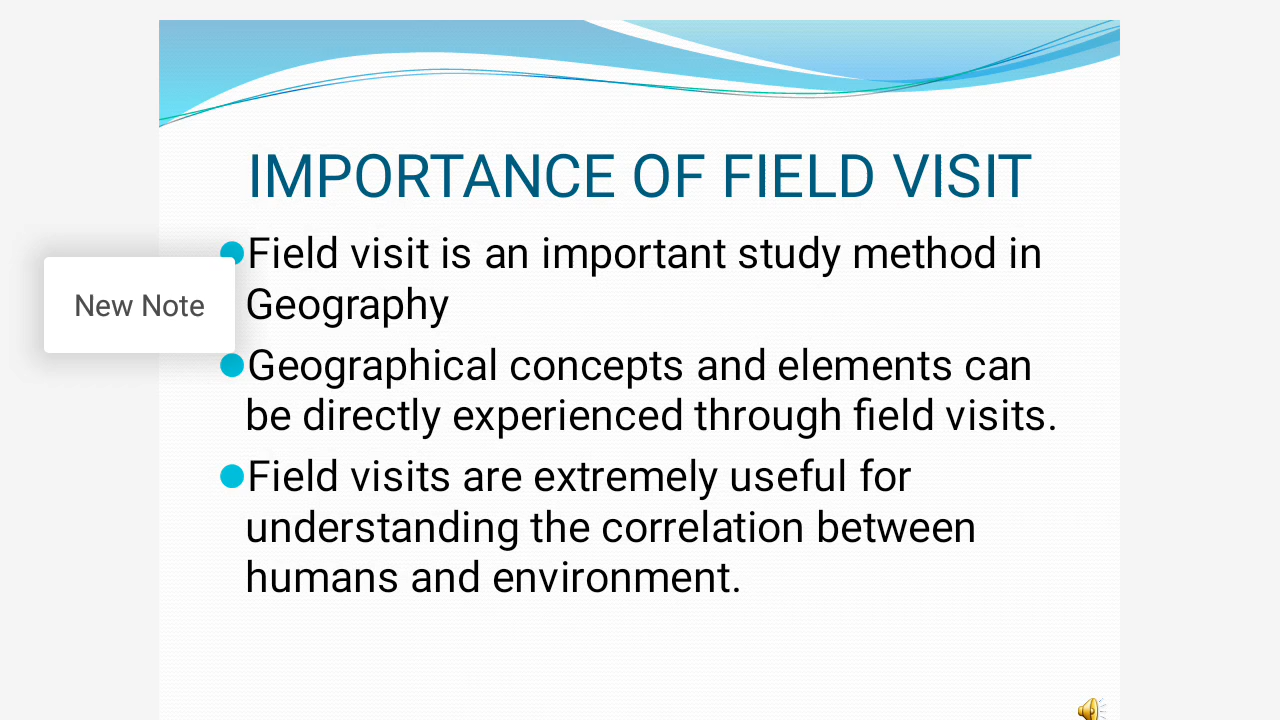 IMPORTANCE OF FIELD VISIT
Field visit is an important study method in
Geography
New Note
Geographical concepts and elements can
be directly experienced through field visits.
Field visits are extremely useful for
understanding the correlation between
humans and environment.